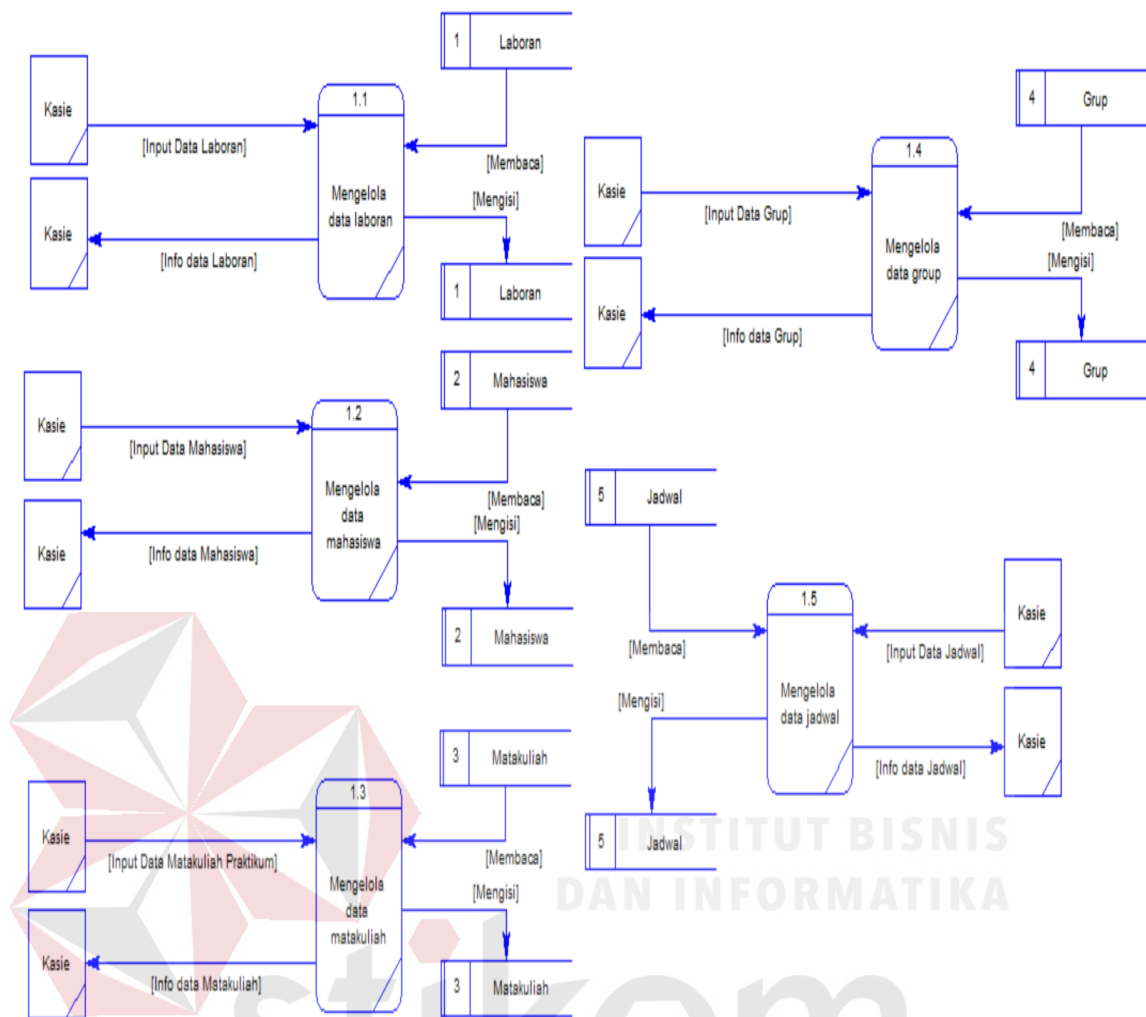 1 Laboran
Kasie
1.1
[Input Data Laboran]
[Membaca]
Mengelola
data laboran
[Mengisi]
Kasie
[Info data Laboran]
1 Laboran
2 Mahasiswa
Kasie
1.2
[Input Data Mahasiswa]
[Membaca]
Mengelola
data
mahasiswa
[Mengisi]
Kasie
[Info data Mahasiswa]
2 Mahasiswa
3 Matakuliah
Kasie
1.3
[Input Data Matakuliah Praktikum]
[Membaca]
Mengelola
data
matakuliah
[Mengisi]
Kasie
[Info data Matakuliah]
3 Matakuliah
4 Grup
Kasie
1.4
[Input Data Grup]
[Membaca]
Mengelola
data group
[Mengisi]
Kasie
[Info data Grup]
4 Grup
5 Jadwal
1.5
Kasie
[Membaca]
[Input Data Jadwal]
Mengelola
data jadwal
[Mengisi]
Kasie
[Info data Jadwal]
5 Jadwal
INSTITUT BISNIS
DAN INFORMATIKA
stikom